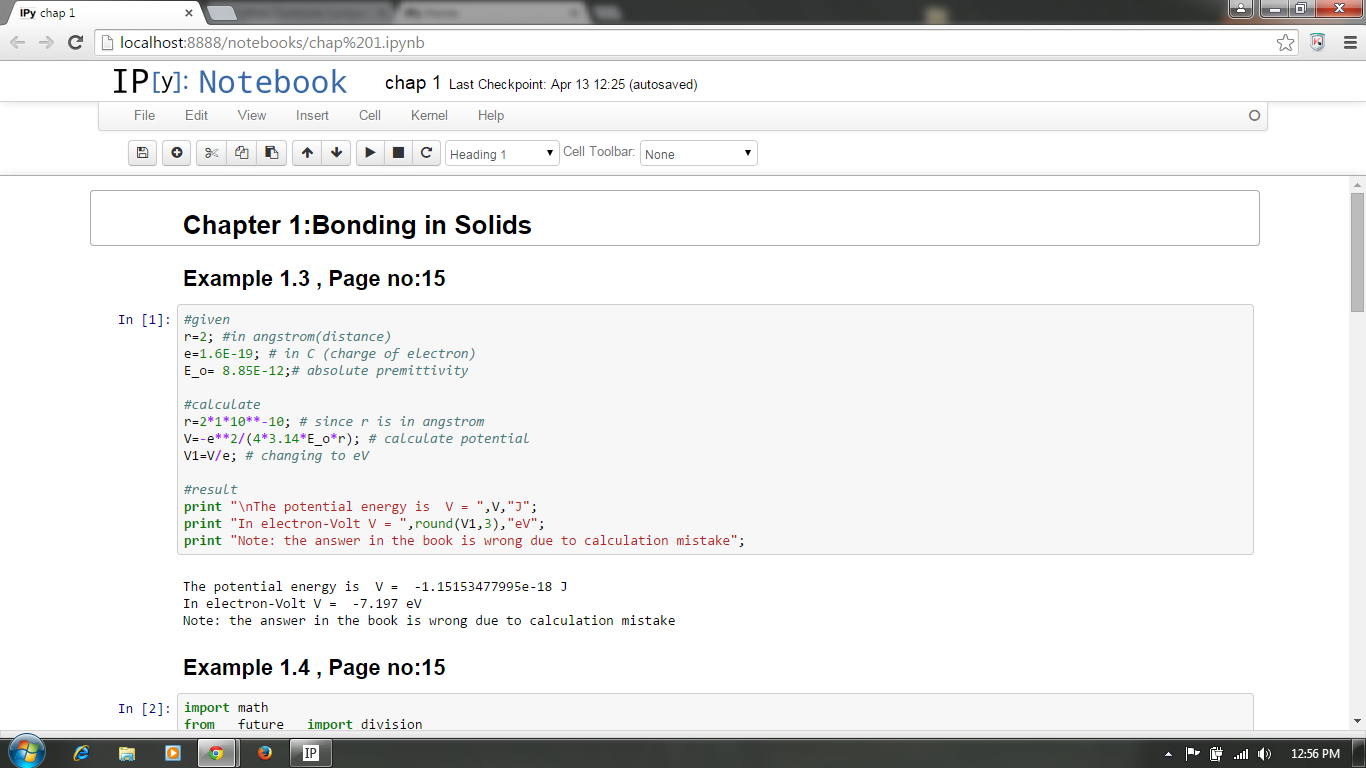 IPy chap 1
localhost:8888/notebooks/chap%201.ipynb
IP[y]: Notebook chap 1 Last Checkpoint: Apr 13 12:25 (autosaved)
File Edit View Insert Cell Kernel Help
Heading 1 Cell Toolbar: None
Chapter 1:Bonding in Solids
Example 1.3 , Page no:15
In [1]: #given
r=2; #in angstrom(distance)
e=1.6E-19; # in C (charge of electron)
E_o= 8.85E-12;# absolute premittivity
#calculate
r=2*1*10**-10; # since r is in angstrom
V=-e**2/(4*3.14*E_o*r); # calculate potential
V1=V/e; # changing to eV
#result
print "\nThe potential energy is  V = ",V,"J";
print "In electron-Volt V = ",round(V1,3),"eV";
print "Note: the answer in the book is wrong due to calculation mistake";
The potential energy is  V =  -1.15153477995e-18 J
In electron-Volt V =  -7.197 eV
Note: the answer in the book is wrong due to calculation mistake
Example 1.4 , Page no:15
In [2]: import math
from   future   import division
IP
12:56 PM